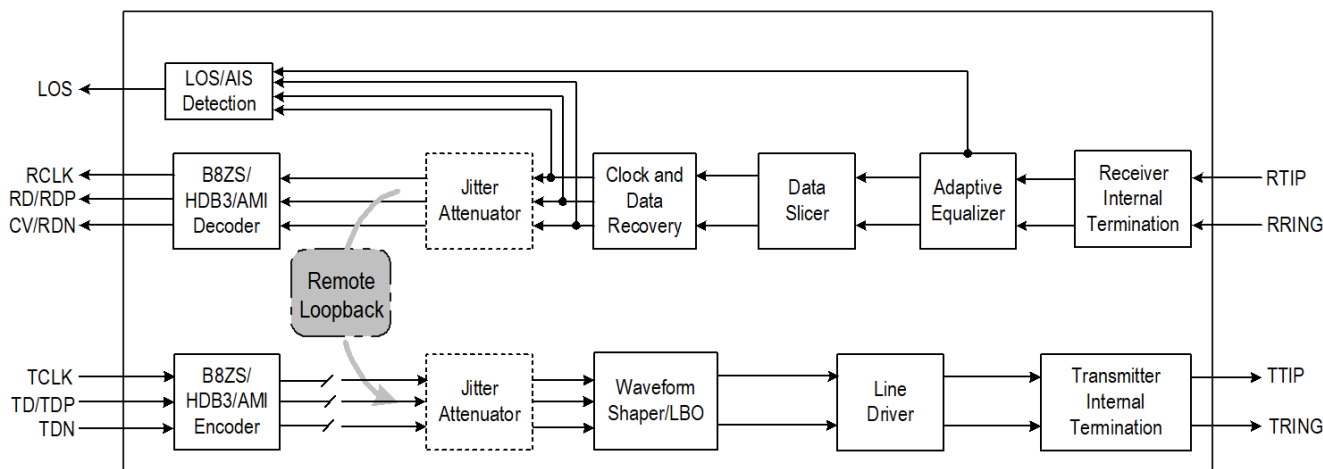 LOS
LOS/AIS
Detection
RCLK
RD/RDP
CV/RDN
B8ZS/
HDB3/AMI
Decoder
Jitter
Attenuator
Clock and
Data
Recovery
Data
Slicer
Adaptive
Equalizer
Receiver
Internal
Termination
RTIP
RRING
Remote
Loopback
TCLK
TD/TDP
TDN
B8ZS/
HDB3/AMI
Encoder
Jitter
Attenuator
Waveform
Shaper/LBO
Line
Driver
Transmitter
Internal
Termination
TTIP
TRING